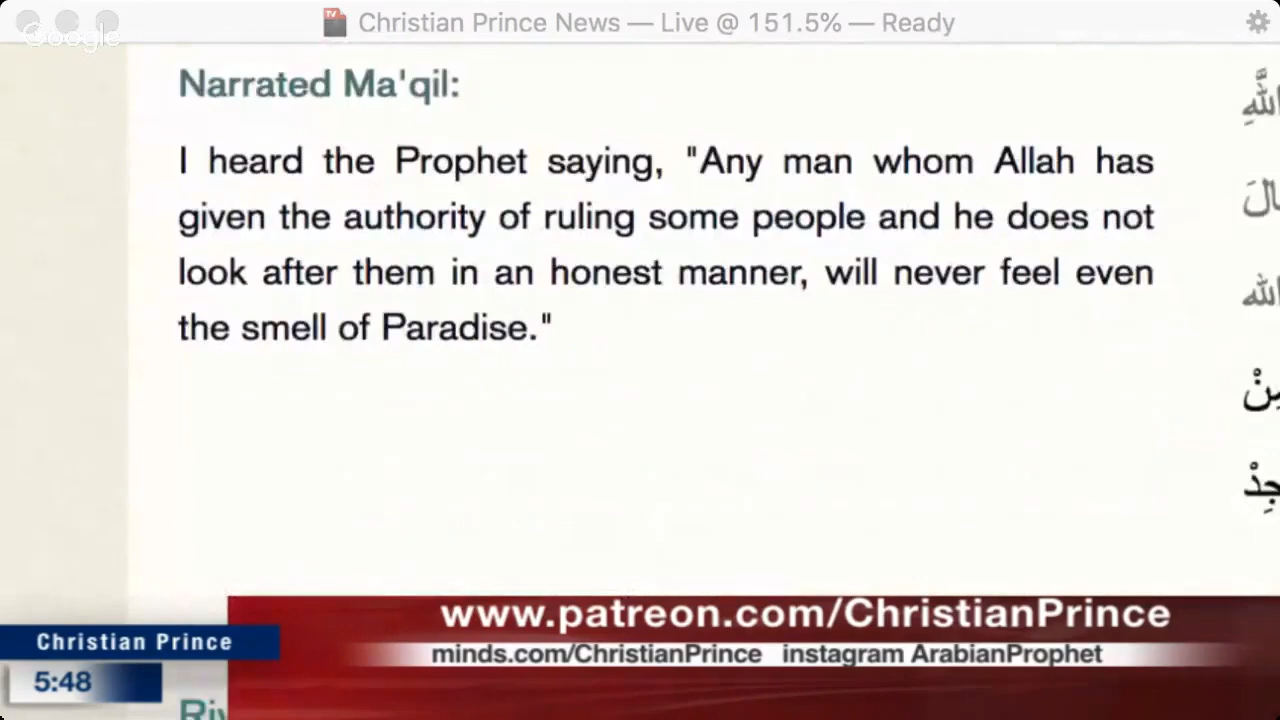 Christian Prince News — Live @ 151.5% — Ready
Google
Narrated Ma'qil:
I heard the Prophet saying, "Any man whom Allah has
given the authority of ruling some people and he does not
look after them in an honest manner, will never feel even
the smell of Paradise."
www.patreon.com/ChristianPrince
Christian Prince
minds.com/ChristianPrince instagram ArabianProphet
5:48